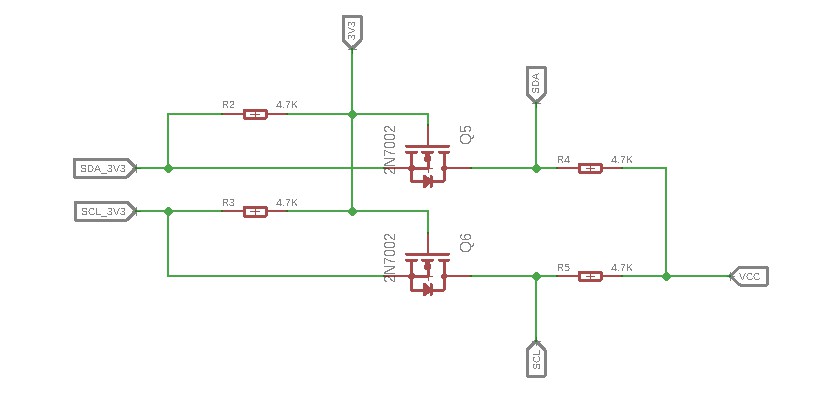 3V3
SDA
R2 4.7K
2N7002 Q5
R4 4.7K
SDA_3V3
SCL_3V3
R3 4.7K
2N7002 Q6
R5 4.7K
VCC
SCL